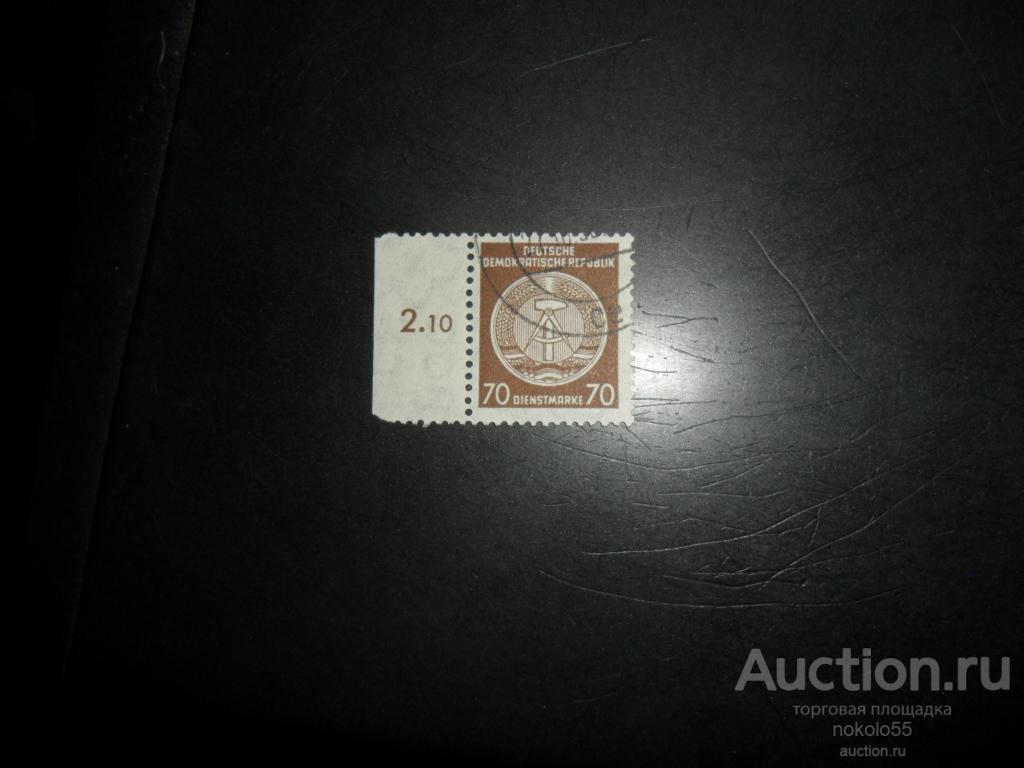 DEUTSCHE
DEMOKRATISCHE REPUBLIK
2.10
70 DIENSTMARKE 70
Auction.ru
торговая площадка
nokolo55
auction.ru